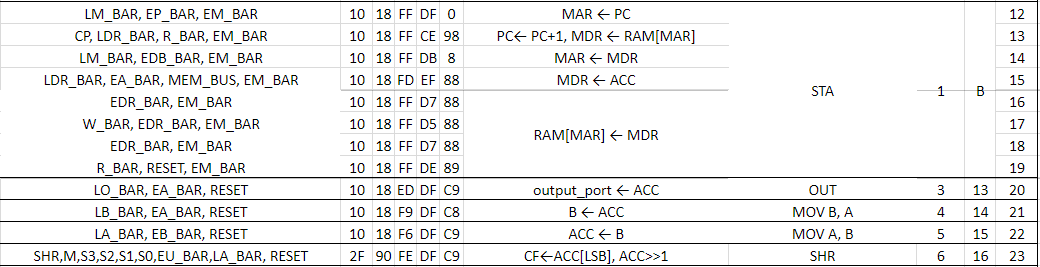 LM_BAR, EP_BAR, EM_BAR 10 18 FF DF 0 MAR ← PC 12
CP, LDR_BAR, R_BAR, EM_BAR 10 18 FF CE 98 PC← PC+1, MDR ← RAM[MAR] 13
LM_BAR, EDB_BAR, EM_BAR 10 18 FF DB 8 MAR ← MDR 14
LDR_BAR, EA_BAR, MEM_BUS, EM_BAR 10 18 FD EF 88 MDR ← ACC 15
STA 1 B
EDR_BAR, EM_BAR 10 18 FF D7 88 16
W_BAR, EDR_BAR, EM_BAR 10 18 FF D5 88 17
RAM[MAR] ← MDR
EDR_BAR, EM_BAR 10 18 FF D7 88 18
R_BAR, RESET, EM_BAR 10 18 FF DE 89 19
LO_BAR, EA_BAR, RESET 10 18 ED DF C9 output_port ← ACC OUT 3 13 20
LB_BAR, EA_BAR, RESET 10 18 F9 DF C8 B ← ACC MOV B, A 4 14 21
LA_BAR, EB_BAR, RESET 10 18 F6 DF C9 ACC ← B MOV A, B 5 15 22
SHR,M,S3,S2,S1,S0,EU_BAR,LA_BAR, RESET 2F 90 FE DF C9 CF←ACC[LSB], ACC>>1 SHR 6 16 23